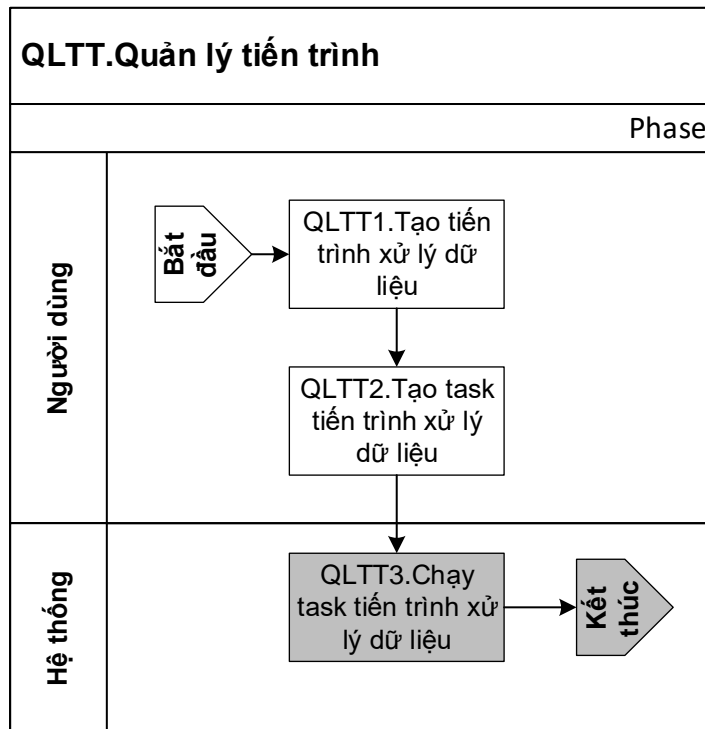 QLTT.Quản lý tiến trình
Phase
Người dùng
Bắt
đầu
QLTT1.Tạo tiến
trình xử lý dữ
liệu
QLTT2.Tạo task
tiến trình xử lý
dữ liệu
Hệ thống
QLTT3.Chạy
task tiến trình xử
lý dữ liệu
Kết
thúc